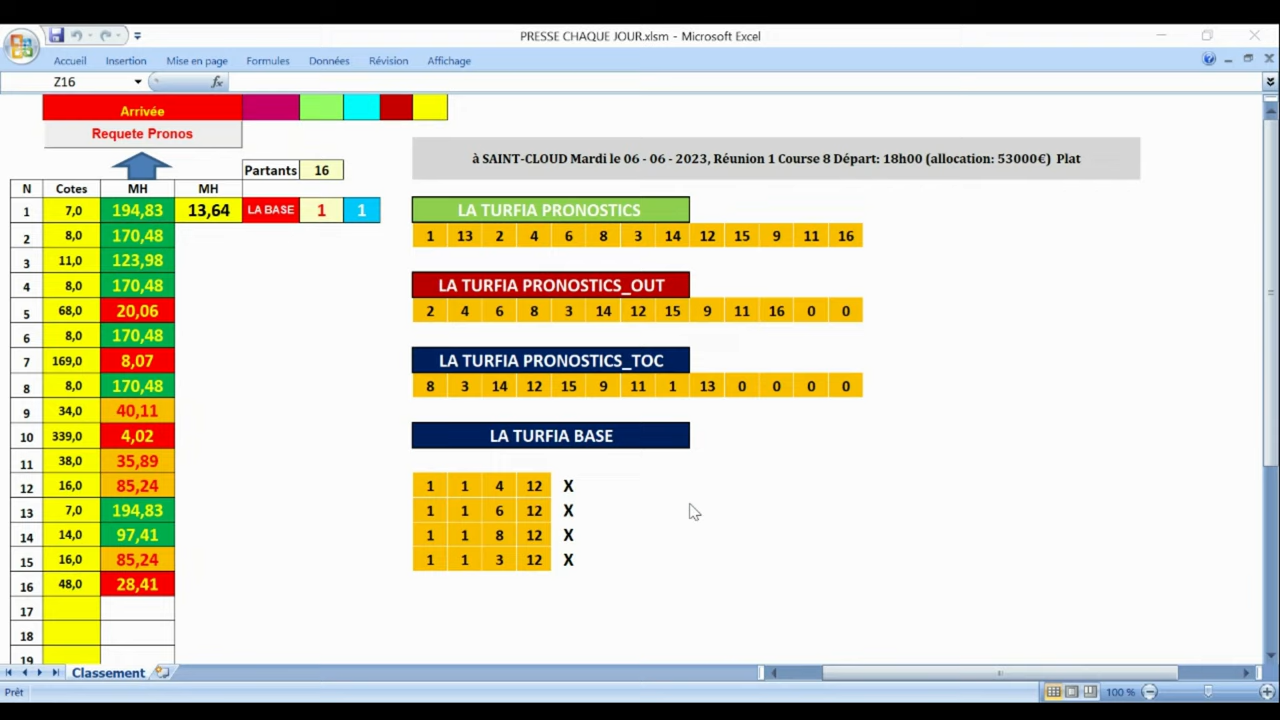 PRESSE CHAQUE JOUR.xlsm - Microsoft Excel
Accueil Insertion Mise en page Formules Données Révision Affichage
Z16 fx
Arrivée
Requete Pronos
Partants 16
à SAINT-CLOUD Mardi le 06 - 06 - 2023, Réunion 1 Course 8 Départ: 18h00 (allocation: 53000€) Plat
N Cotes MH MH
1 7,0 194,83 13,64 LA BASE 1 1 LA TURFIA PRONOSTICS
2 8,0 170,48 1 13 2 4 6 8 3 14 12 15 9 11 16
3 11,0 123,98
4 8,0 170,48 LA TURFIA PRONOSTICS_OUT
5 68,0 20,06 2 4 6 8 3 14 12 15 9 11 16 0 0
6 8,0 170,48
7 169,0 8,07 LA TURFIA PRONOSTICS_TOC
8 8,0 170,48 8 3 14 12 15 9 11 1 13 0 0 0 0
9 34,0 40,11
10 339,0 4,02 LA TURFIA BASE
11 38,0 35,89
12 16,0 85,24 1 1 4 12 X
13 7,0 194,83 1 1 6 12 X
14 14,0 97,41 1 1 8 12 X
15 16,0 85,24 1 1 3 12 X
16 48,0 28,41
17
18
19
Classement
Prêt 100 %